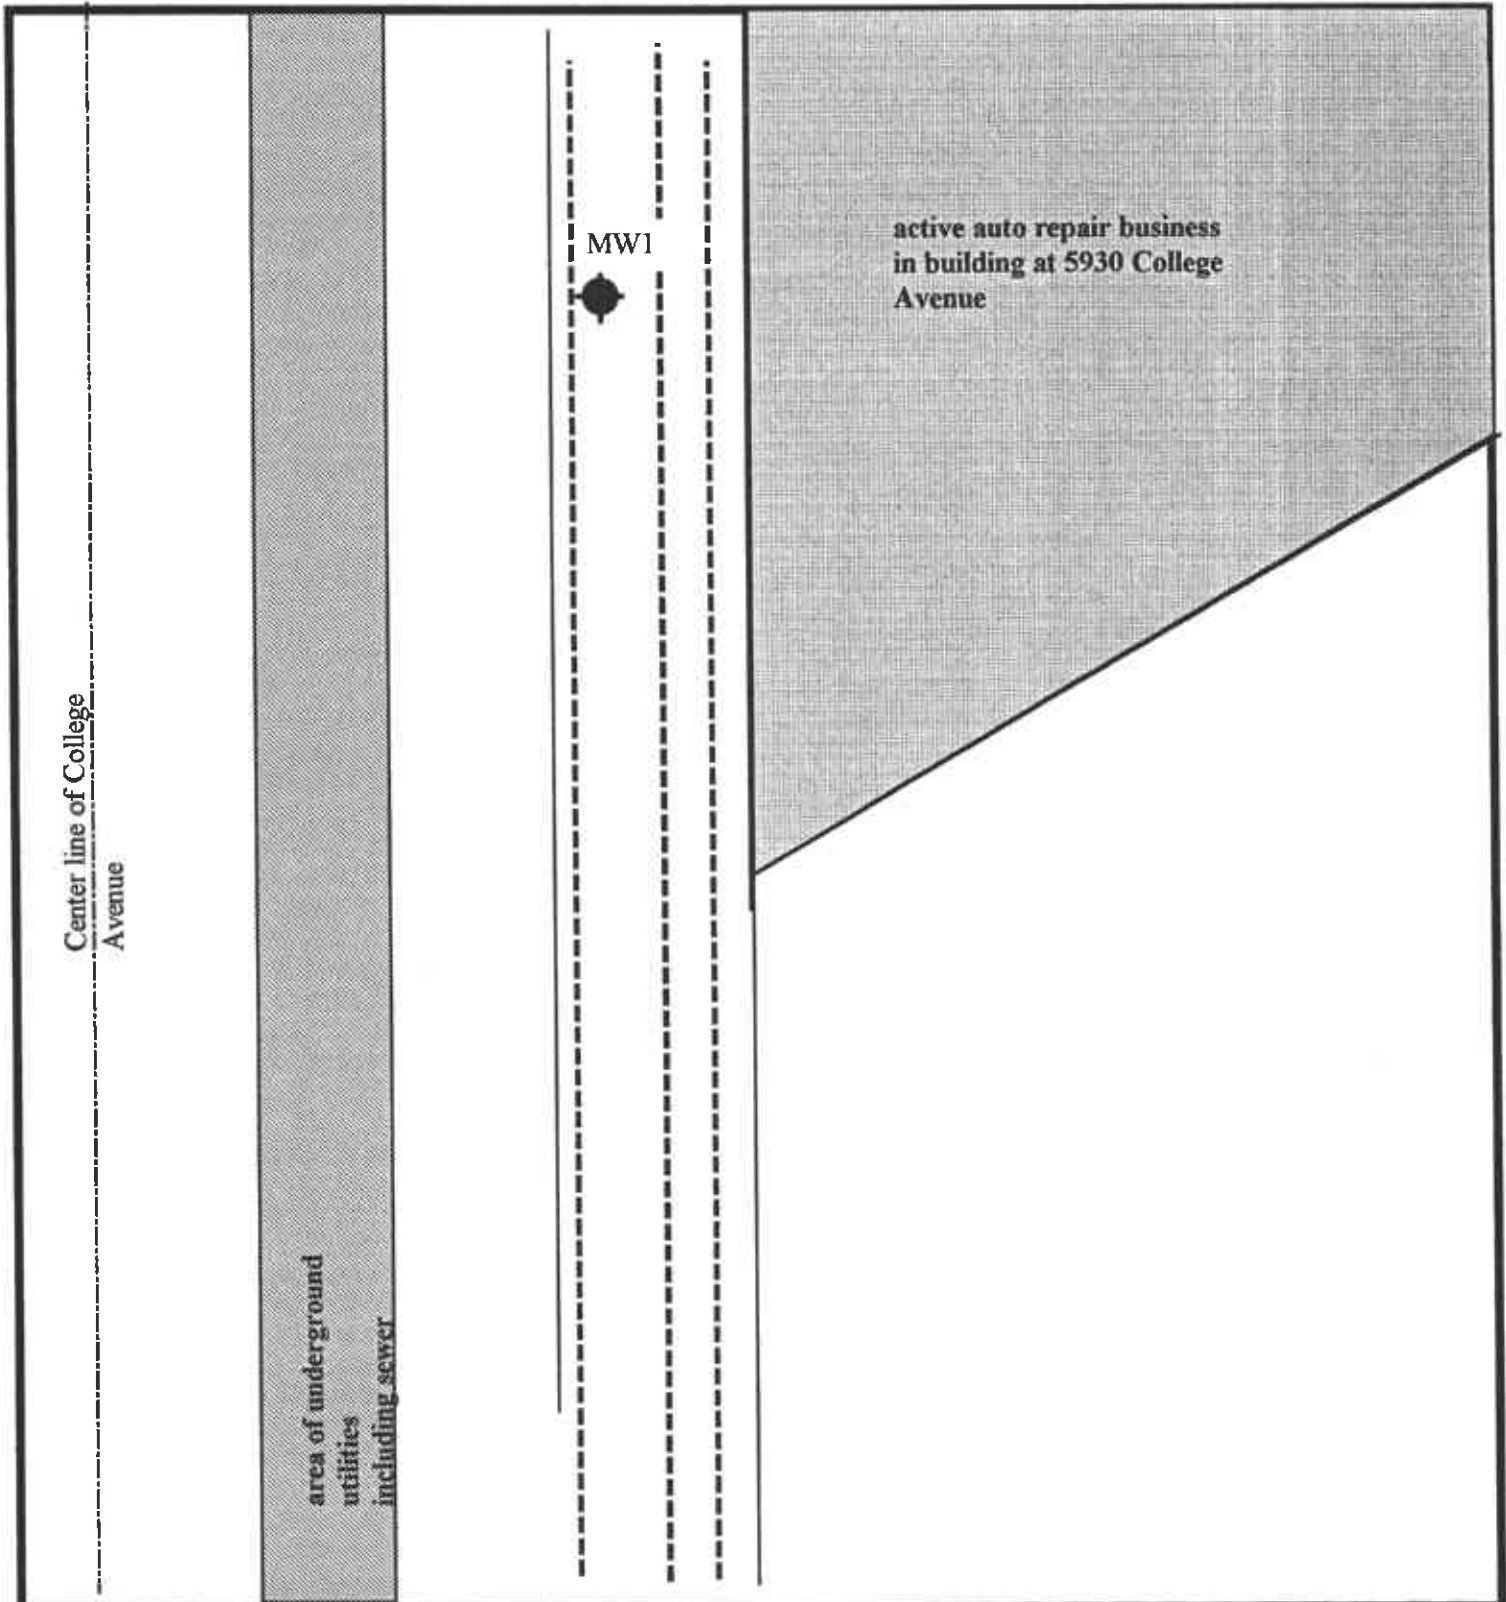 MW1
active auto repair business
in building at 5930 College
Avenue
Center line of College
Avenue
area of underground
utilities
including sewer